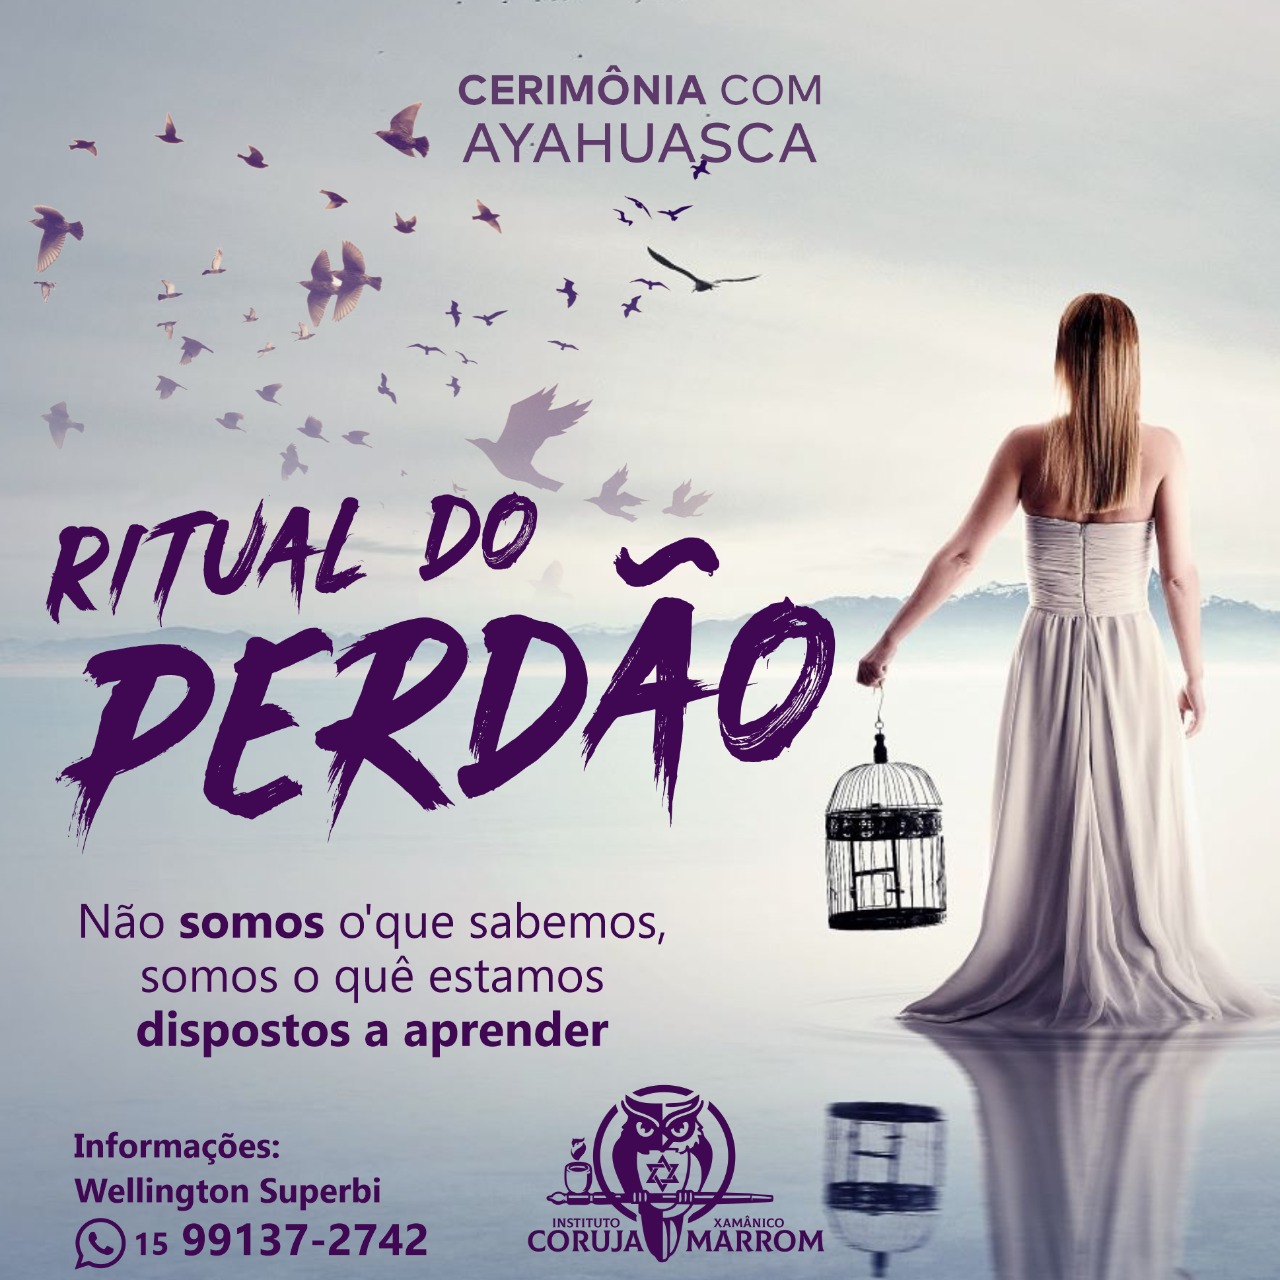 CERIMÔNIA COM
AYAHUASCA
RITUAL DO
PERDÃO
Não somos o'que sabemos,
somos o quê estamos
dispostos a aprender
Informações:
Wellington Superbi
15 99137-2742
INSTITUTO XAMÂNICO
CORUJA MARROM